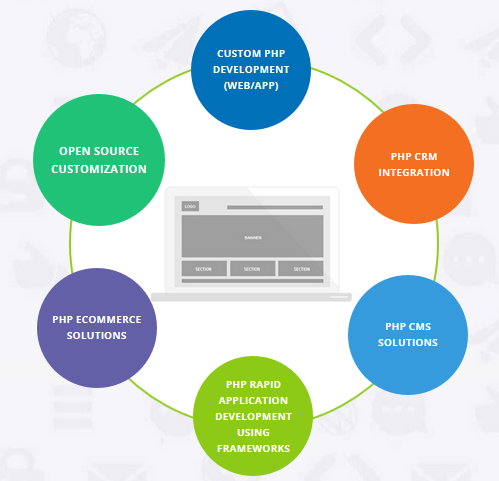 CUSTOM PHP
DEVELOPMENT
(WEB/APP)
OPEN SOURCE
CUSTOMIZATION
PHP CRM
INTEGRATION
LOGO
BANNER
SECTION SECTION SECTION
PHP ECOMMERCE
SOLUTIONS
PHP CMS
SOLUTIONS
PHP RAPID
APPLICATION
DEVELOPMENT
USING
FRAMEWORKS